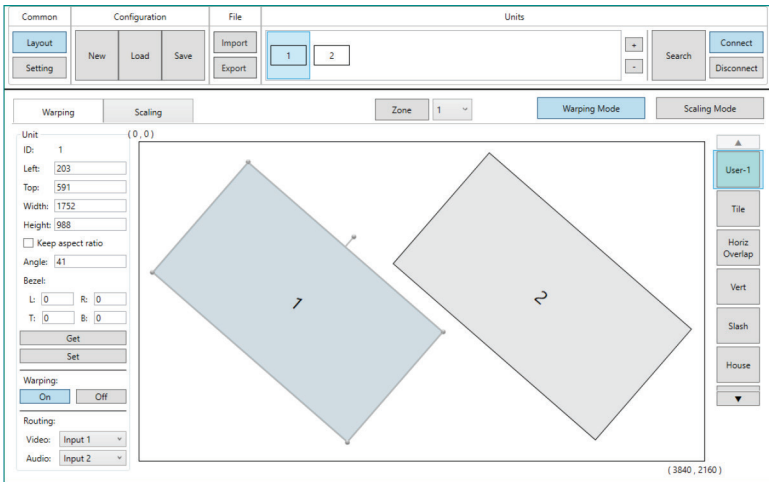 Common Configuration File Units
Layout New Load Save Import 1 2 + Search Connect
Setting Export - Disconnect
Warping Scaling Zone 1 Warping Mode Scaling Mode
Unit
(0,0)
ID: 1
Left: 203
Top: 591
Width: 1752
Height: 988
Keep aspect ratio
Angle: 41
Bezel:
L: 0 R: 0
T: 0 B: 0
Get
Set
Warping:
On Off
Routing:
Video: Input 1
Audio: Input 2
1
2
User-1
Tile
Horiz
Overlap
Vert
Slash
House
( 3840 , 2160 )